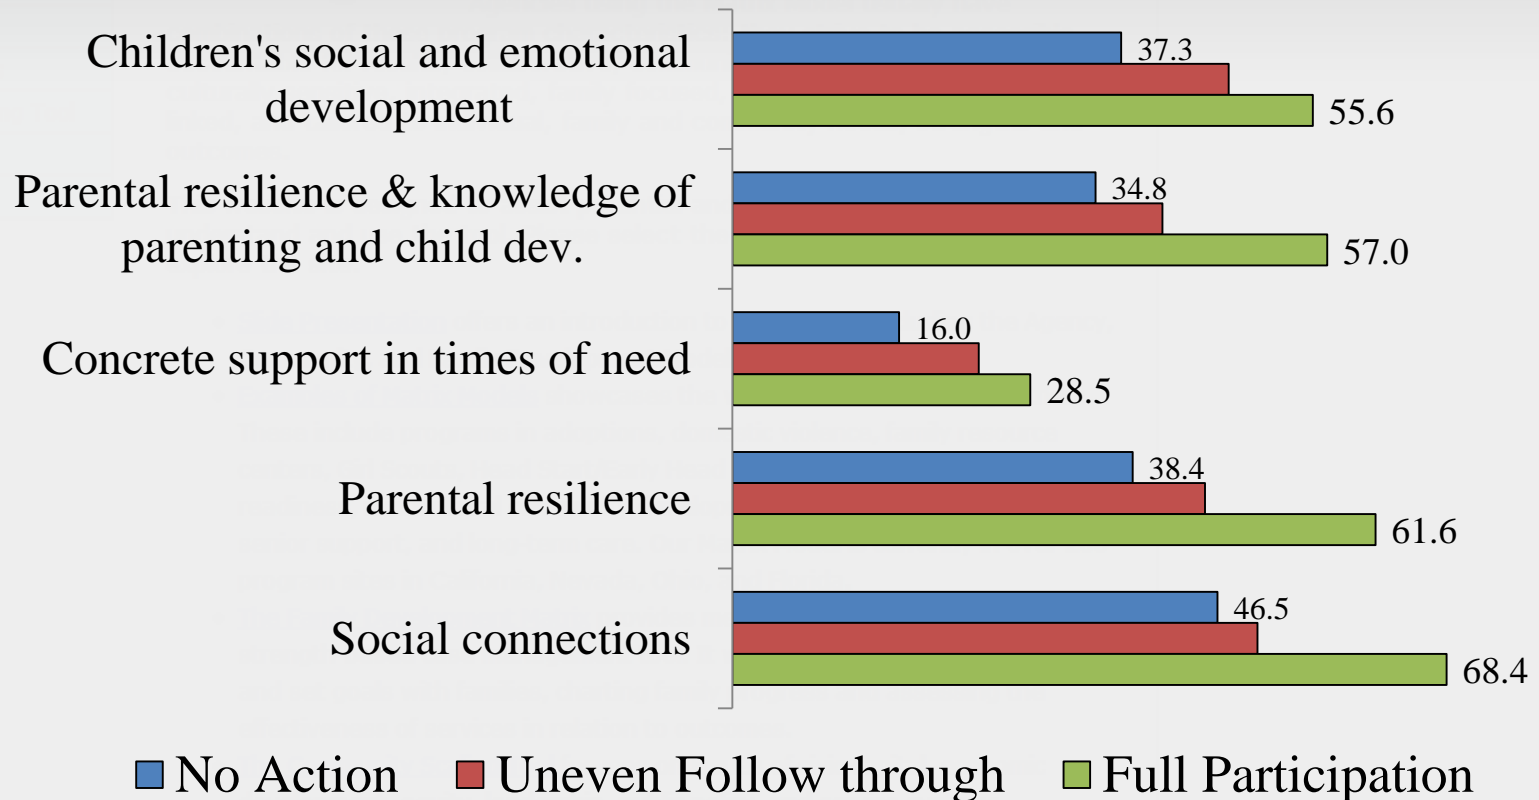 Children's social and emotional
development
37.3
55.6
Parental resilience & knowledge of
parenting and child dev.
34.8
57.0
Concrete support in times of need
16.0
28.5
Parental resilience
38.4
61.6
Social connections
46.5
68.4
No Action
Uneven Follow through
Full Participation